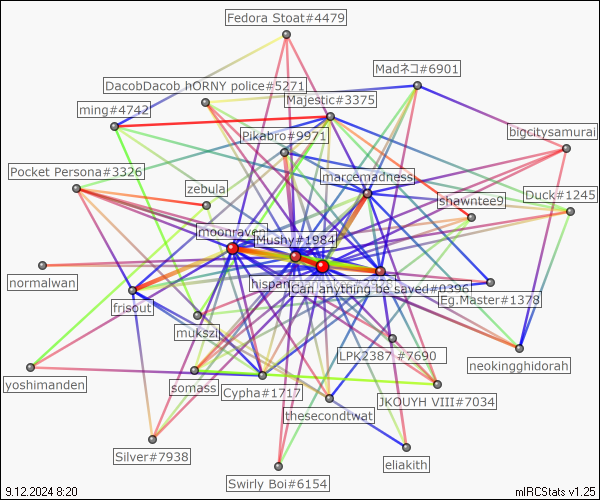 Fedora Stoat#4479
Madネコ#6901
DacobDacob hORNY police#5271
Majestic#3375
ming#4742
bigcitysamurai
Pikabro#9971
Pocket Persona#3326
marcemadness
zebula
shawntee9
Duck#1245
moonraven
Mushy#1984
normalwan
hispan
Can anything be saved#0396
frisout
Eg.Master#1378
mukszi
LPK2387 #7690
neokingghidorah
yoshimanden
somass
Cypha#1717
JKOUYH VIII#7034
thesecondtwat
Silver#7938
eliakith
Swirly Boi#6154
9.12.2024 8:20
mIRCStats v1.25